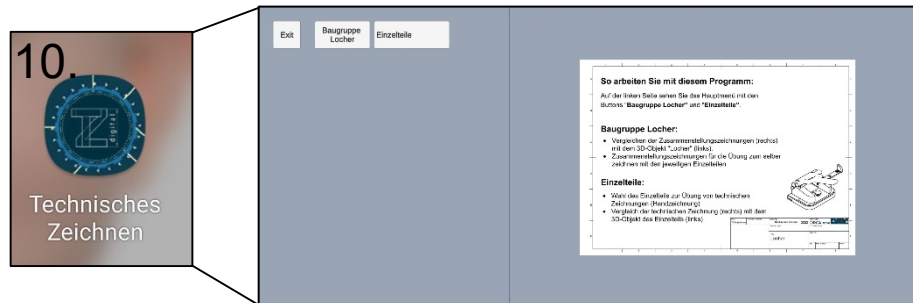 10.
TZ
digital
Technisches
Zeichnen
Exit
Baugruppe
Locher
Einzelteile
So arbeiten Sie mit diesem Programm:
Auf der linken Seite sehen Sie das Hauptmenü mit den
Buttons "Baugruppe Locher" und "Einzelteile".
Baugruppe Locher:
• Vergleichen der Zusammenstellungszeichnungen (rechts)
mit dem 3D-Objekt "Locher" (links).
• Zusammenstellungszeichnungen für die Übung zum selber
zeichnen mit den jeweiligen Einzelteilen
Einzelteile:
• Wahl des Einzelteils zur Übung von technischen
Zeichnungen (Handzeichnung)
• Vergleich der technischen Zeichnung (rechts) mit dem
3D-Objekt des Einzelteils (links)
Locher